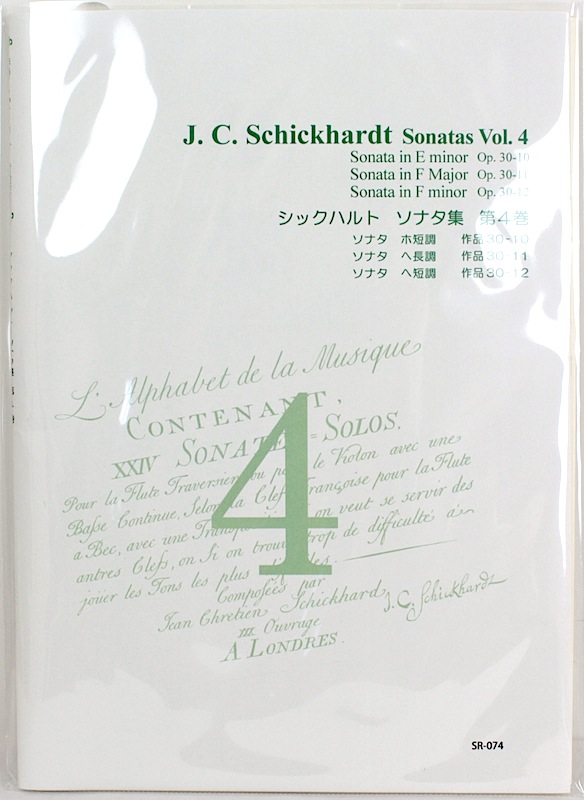 J. C. Schickhardt Sonatas Vol. 4
Sonata in E minor Op. 30-10
Sonata in F Major Op. 30-11
Sonata in F minor Op. 30-12
シックハルト ソナタ集 第4巻
ソナタ ホ短調 作品30-10
ソナタ ヘ長調 作品30-11
ソナタ ヘ短調 作品30-12
L'Alphabet de la Musique
CONTENANT,
XXIV SONATES=SOLOS.
Pour la Flute Traversiere ou pour le Violon avec une
Basse Continue, Selon la Clef Françoise pour la Flute
a Bec, avec une on veut se servir des
antres Clefs, on Si on trouve trop de difficulté à
joüer les Tons les plus
Composées par
Jean Chretien Schickhard J. C. Schickhardt
Ouvrage
A LONDRES.
4
SR-074